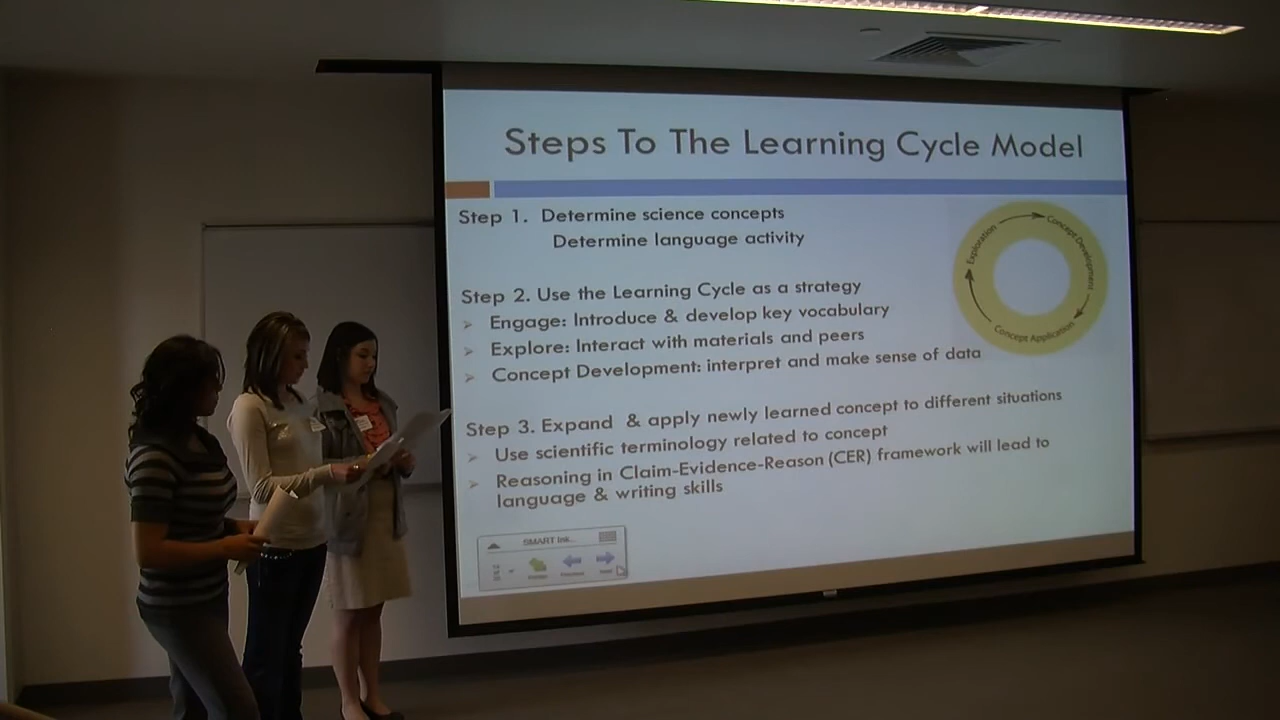 Steps To The Learning Cycle Model
Step 1. Determine science concepts
Determine language activity
Step 2. Use the Learning Cycle as a strategy
Engage: Introduce & develop key vocabulary
Explore: Interact with materials and peers
Concept Development: interpret and make sense of data
Exploration
Concept Development
Concept Application
Step 3. Expand & apply newly learned concept to different situations
Use scientific terminology related to concept
Reasoning in Claim-Evidence-Reason (CER) framework will lead to
language & writing skills
SMART Ink...